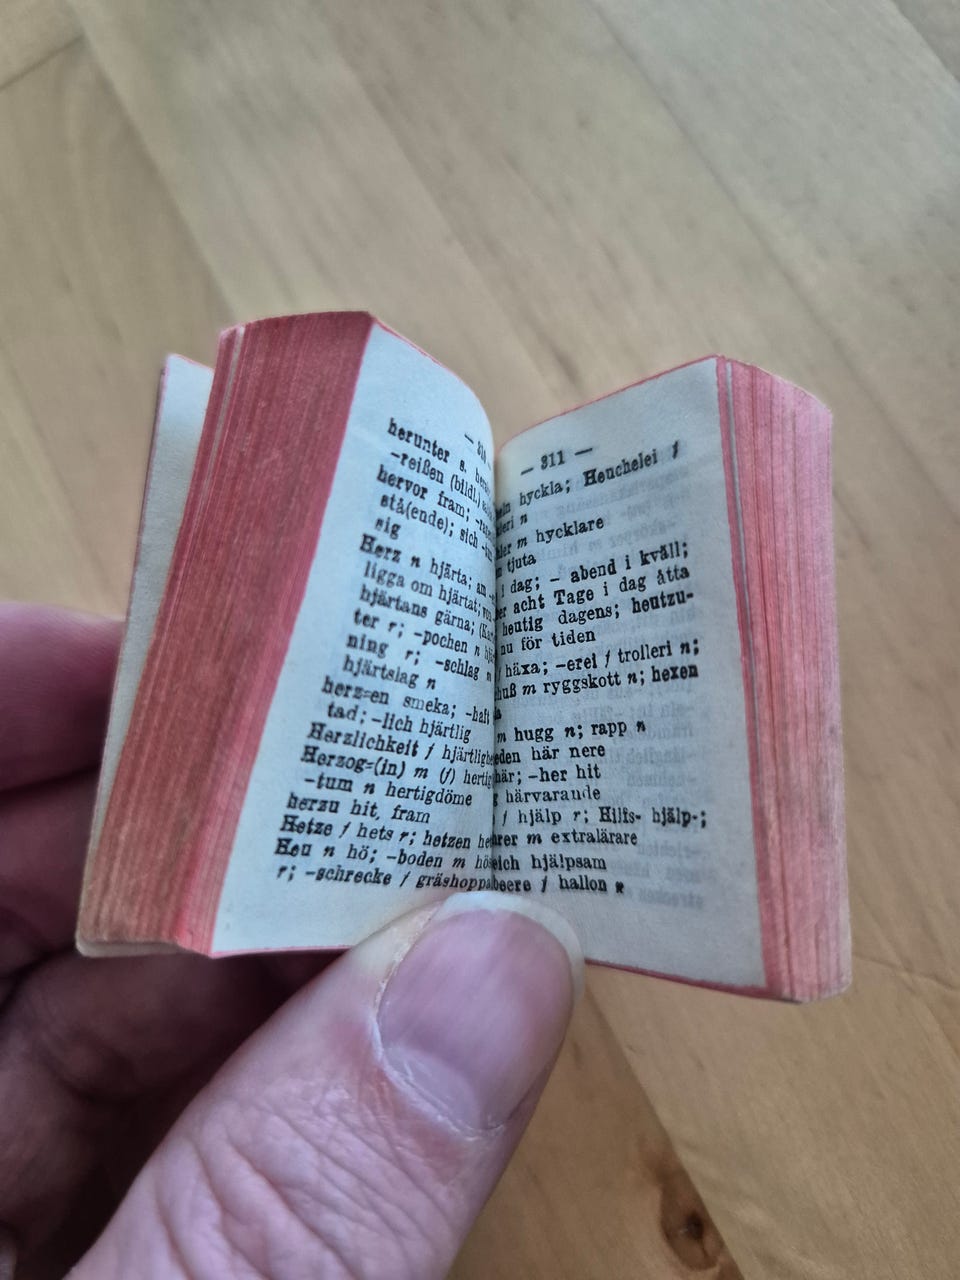 — 310
herunter s.
-reißen (bildl.)
hervor fram;
stå(ende); sich
sig
Herz n hjärta; am
ligga om hjärtat;
hjärtans gärna;
ter r; -pochen n
ning r; -schlag n
hjärtslag n
herz=en smeka; -haft
tad; -lich hjärtlig
Herzlichkeit f
Herzog=(in) m (f)
-tum n hertigdöme
herzu hit, fram
Hetze f hets r; hetzen
Heu n hö; -boden m
r; -schrecke f gräshoppa
— 311 —
hyckla; Heuchelei f
n
m hycklare
tjuta
i dag; – abend i kväll;
acht Tage i dag åtta
heutig dagens; heutzu-
nu för tiden
f häxa; -erei f trolleri n;
m ryggskott n; hexen
m hugg n; rapp n
här nere
här; -her hit
härvarande
f hjälp r; Hilfs- hjälp-;
m extralärare
hjälpsam
f hallon n